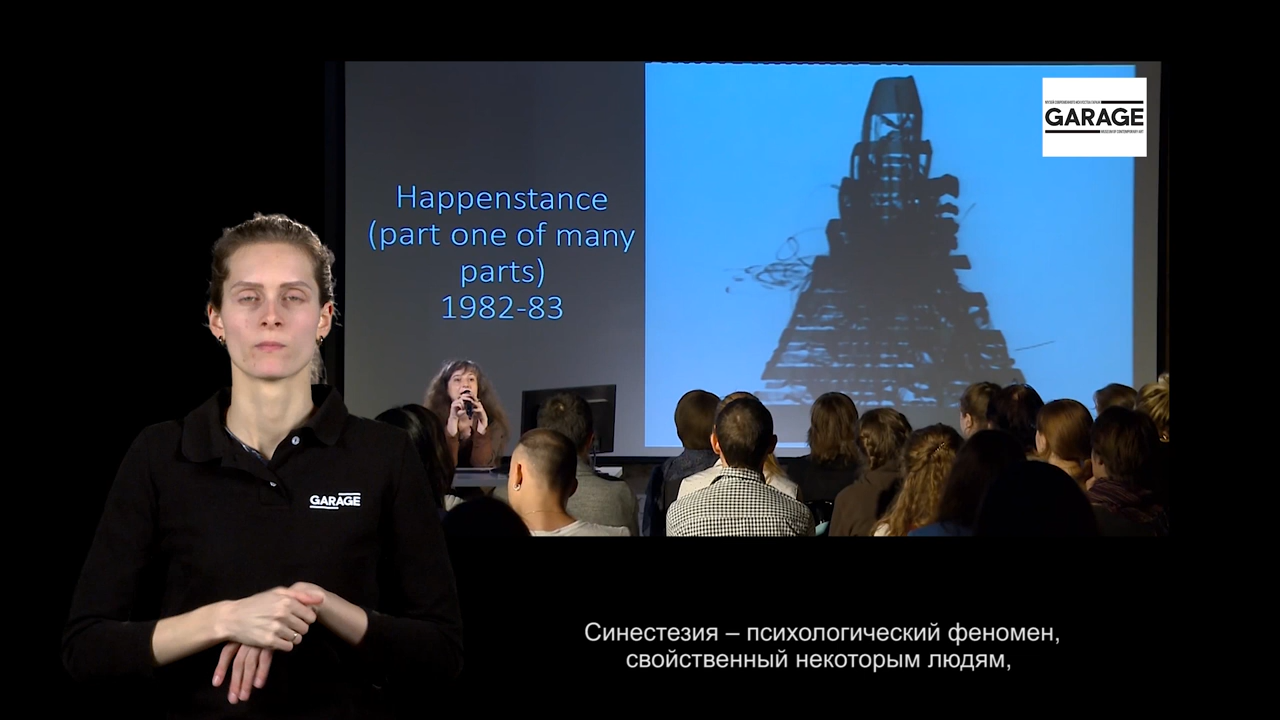 Happenstance
(part one of many
parts)
1982-83
GARAGE
GARAGE
Синестезия – психологический феномен,
свойственный некоторым людям,